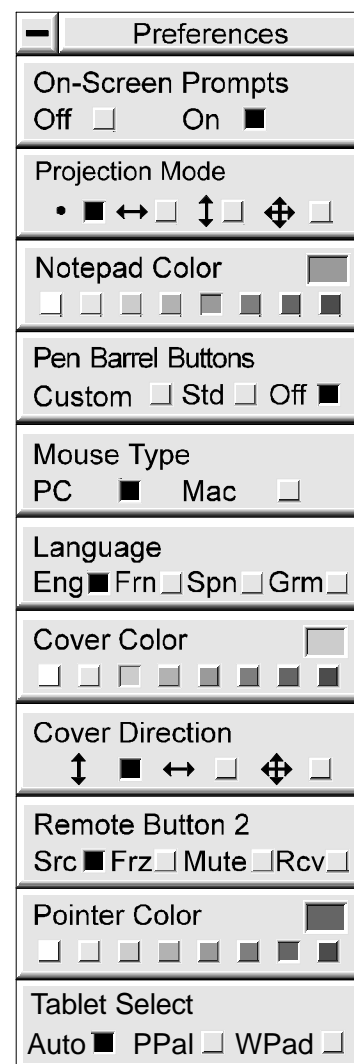 Preferences
On-Screen Prompts
Off On
Projection Mode
Notepad Color
Pen Barrel Buttons
Custom Std Off
Mouse Type
PC Mac
Language
Eng Frn Spn Grm
Cover Color
Cover Direction
Remote Button 2
Src Frz Mute Rcv
Pointer Color
Tablet Select
Auto PPal WPad